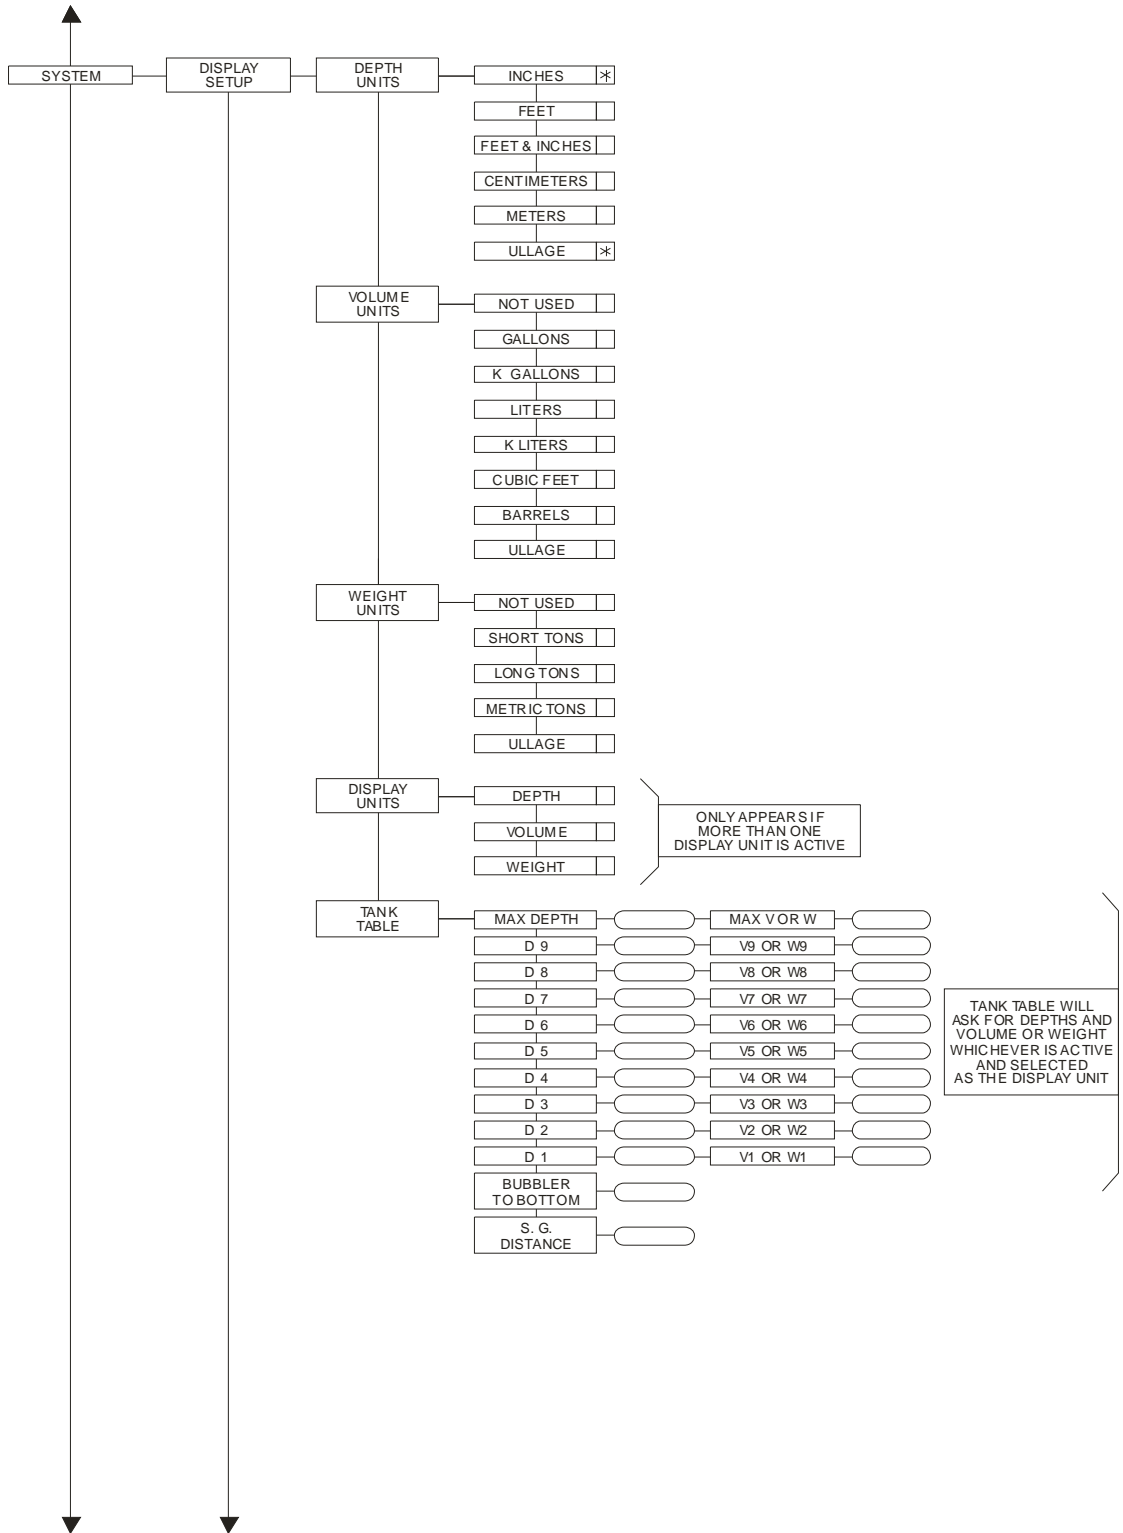 SYSTEM
DISPLAY
SETUP
DEPTH
UNITS
INCHES *
FEET
FEET & INCHES
CENTIMETERS
METERS
ULLAGE *
VOLUME
UNITS
NOT USED
GALLONS
K GALLONS
LITERS
K LITERS
CUBIC FEET
BARRELS
ULLAGE
WEIGHT
UNITS
NOT USED
SHORT TONS
LONG TONS
METRIC TONS
ULLAGE
DISPLAY
UNITS
DEPTH
VOLUME
WEIGHT
ONLY APPEARS IF
MORE THAN ONE
DISPLAY UNIT IS ACTIVE
TANK
TABLE
MAX DEPTH MAX V OR W
D 9 V9 OR W9
D 8 V8 OR W8
D 7 V7 OR W7
D 6 V6 OR W6
D 5 V5 OR W5
D 4 V4 OR W4
D 3 V3 OR W3
D 2 V2 OR W2
D 1 V1 OR W1
BUBBLER
TO BOTTOM
S. G.
DISTANCE
TANK TABLE WILL
ASK FOR DEPTHS AND
VOLUME OR WEIGHT
WHICHEVER IS ACTIVE
AND SELECTED
AS THE DISPLAY UNIT